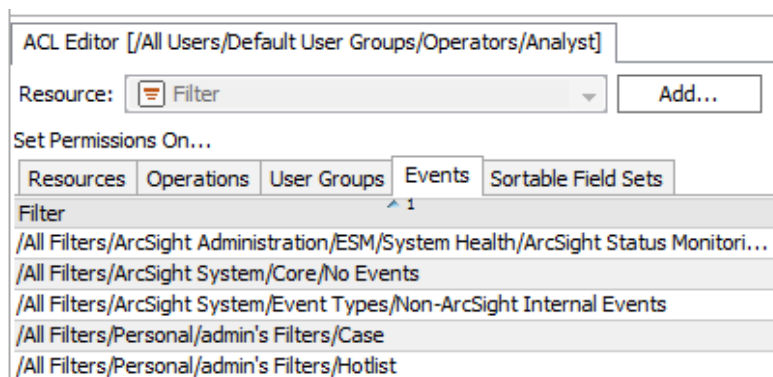 ACL Editor [/All Users/Default User Groups/Operators/Analyst]
Resource: Filter Add...
Set Permissions On...
Resources Operations User Groups Events Sortable Field Sets
Filter 1
/All Filters/ArcSight Administration/ESM/System Health/ArcSight Status Monitori...
/All Filters/ArcSight System/Core/No Events
/All Filters/ArcSight System/Event Types/Non-ArcSight Internal Events
/All Filters/Personal/admin's Filters/Case
/All Filters/Personal/admin's Filters/Hotlist